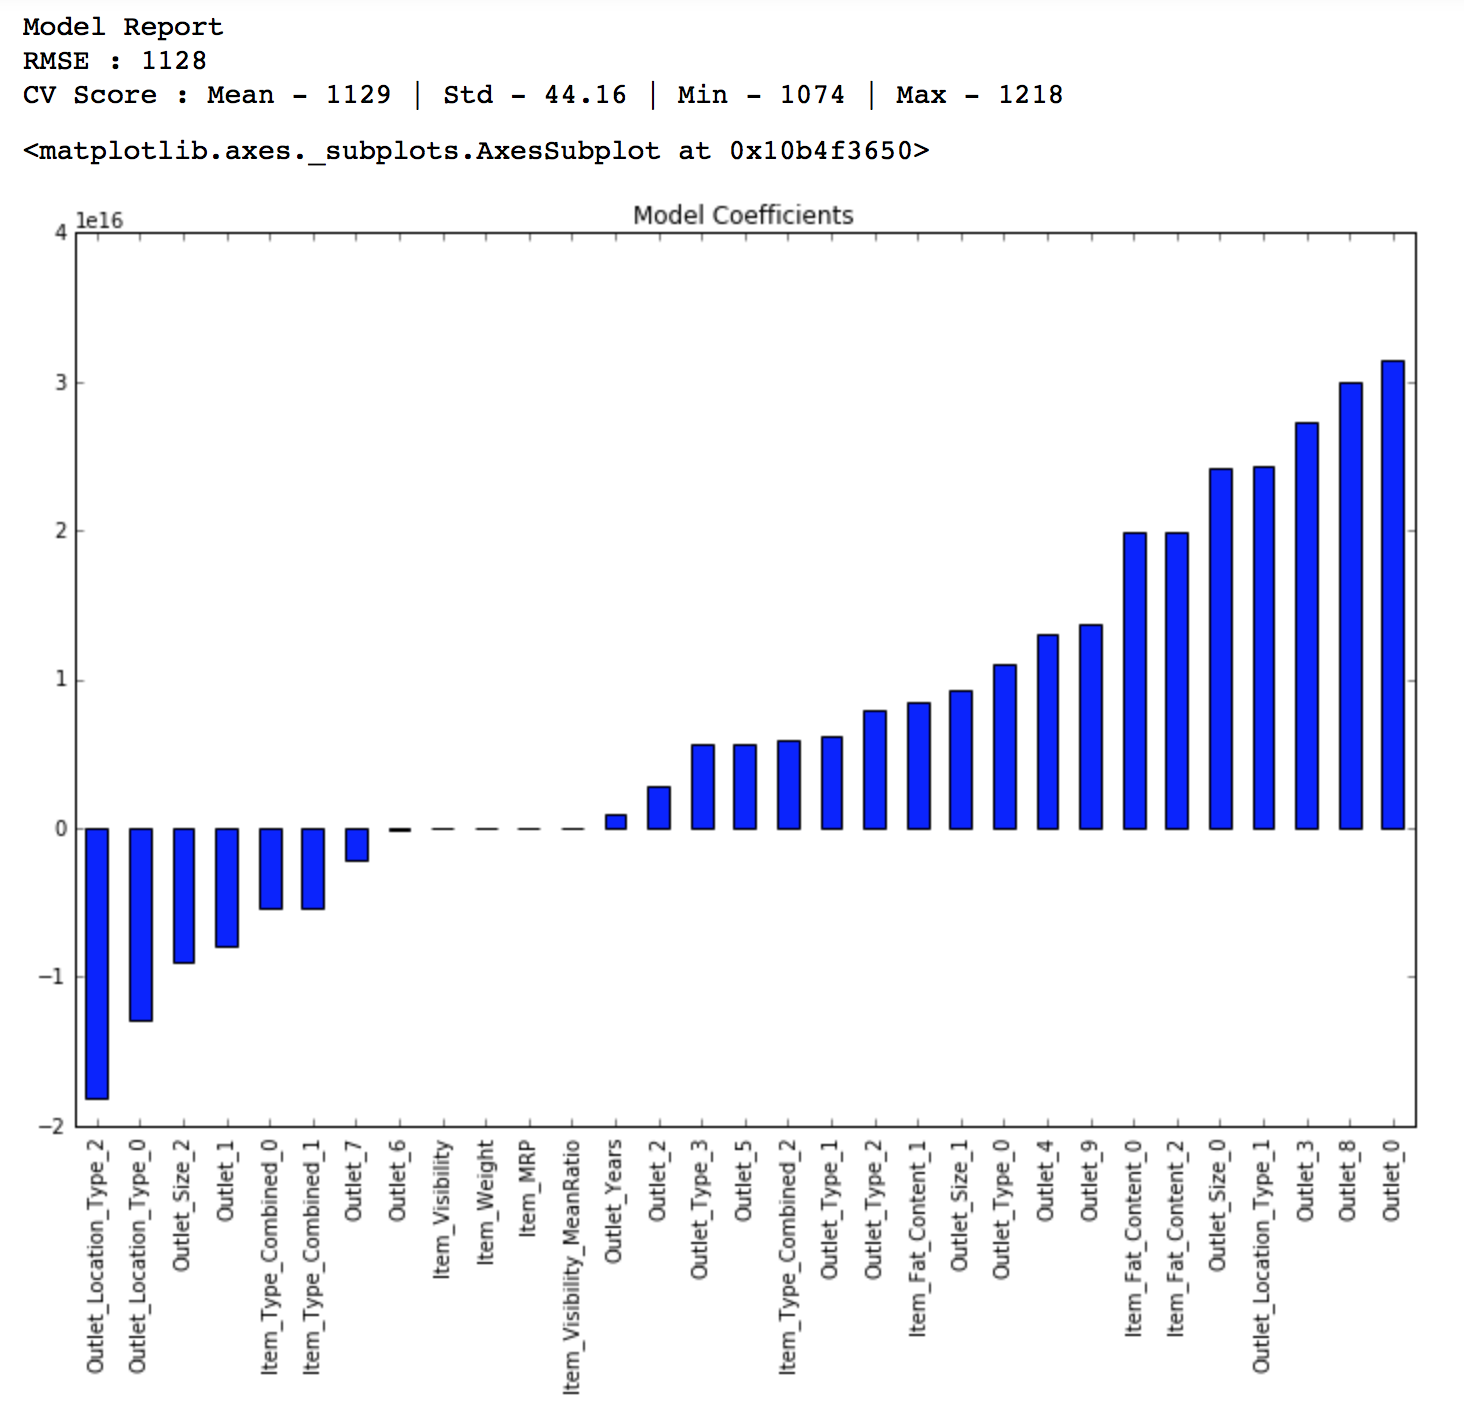 Model Report
RMSE : 1128
CV Score : Mean - 1129 | Std - 44.16 | Min - 1074 | Max - 1218
<matplotlib.axes._subplots.AxesSubplot at 0x10b4f3650>
Model Coefficients
1e16
4
3
2
1
0
−1
−2
Outlet_Location_Type_2
Outlet_Location_Type_0
Outlet_Size_2
Outlet_1
Item_Type_Combined_0
Item_Type_Combined_1
Outlet_7
Outlet_6
Item_Visibility
Item_Weight
Item_MRP
Item_Visibility_MeanRatio
Outlet_Years
Outlet_2
Outlet_Type_3
Outlet_5
Item_Type_Combined_2
Outlet_Type_1
Outlet_Type_2
Item_Fat_Content_1
Outlet_Size_1
Outlet_Type_0
Outlet_4
Outlet_9
Item_Fat_Content_0
Item_Fat_Content_2
Outlet_Size_0
Outlet_Location_Type_1
Outlet_3
Outlet_8
Outlet_0